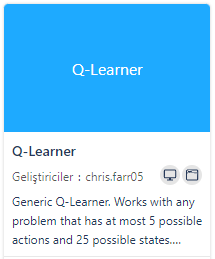 Q-Learner
Q-Learner
Geliştiriciler : chris.farr05
Generic Q-Learner. Works with any
problem that has at most 5 possible
actions and 25 possible states....